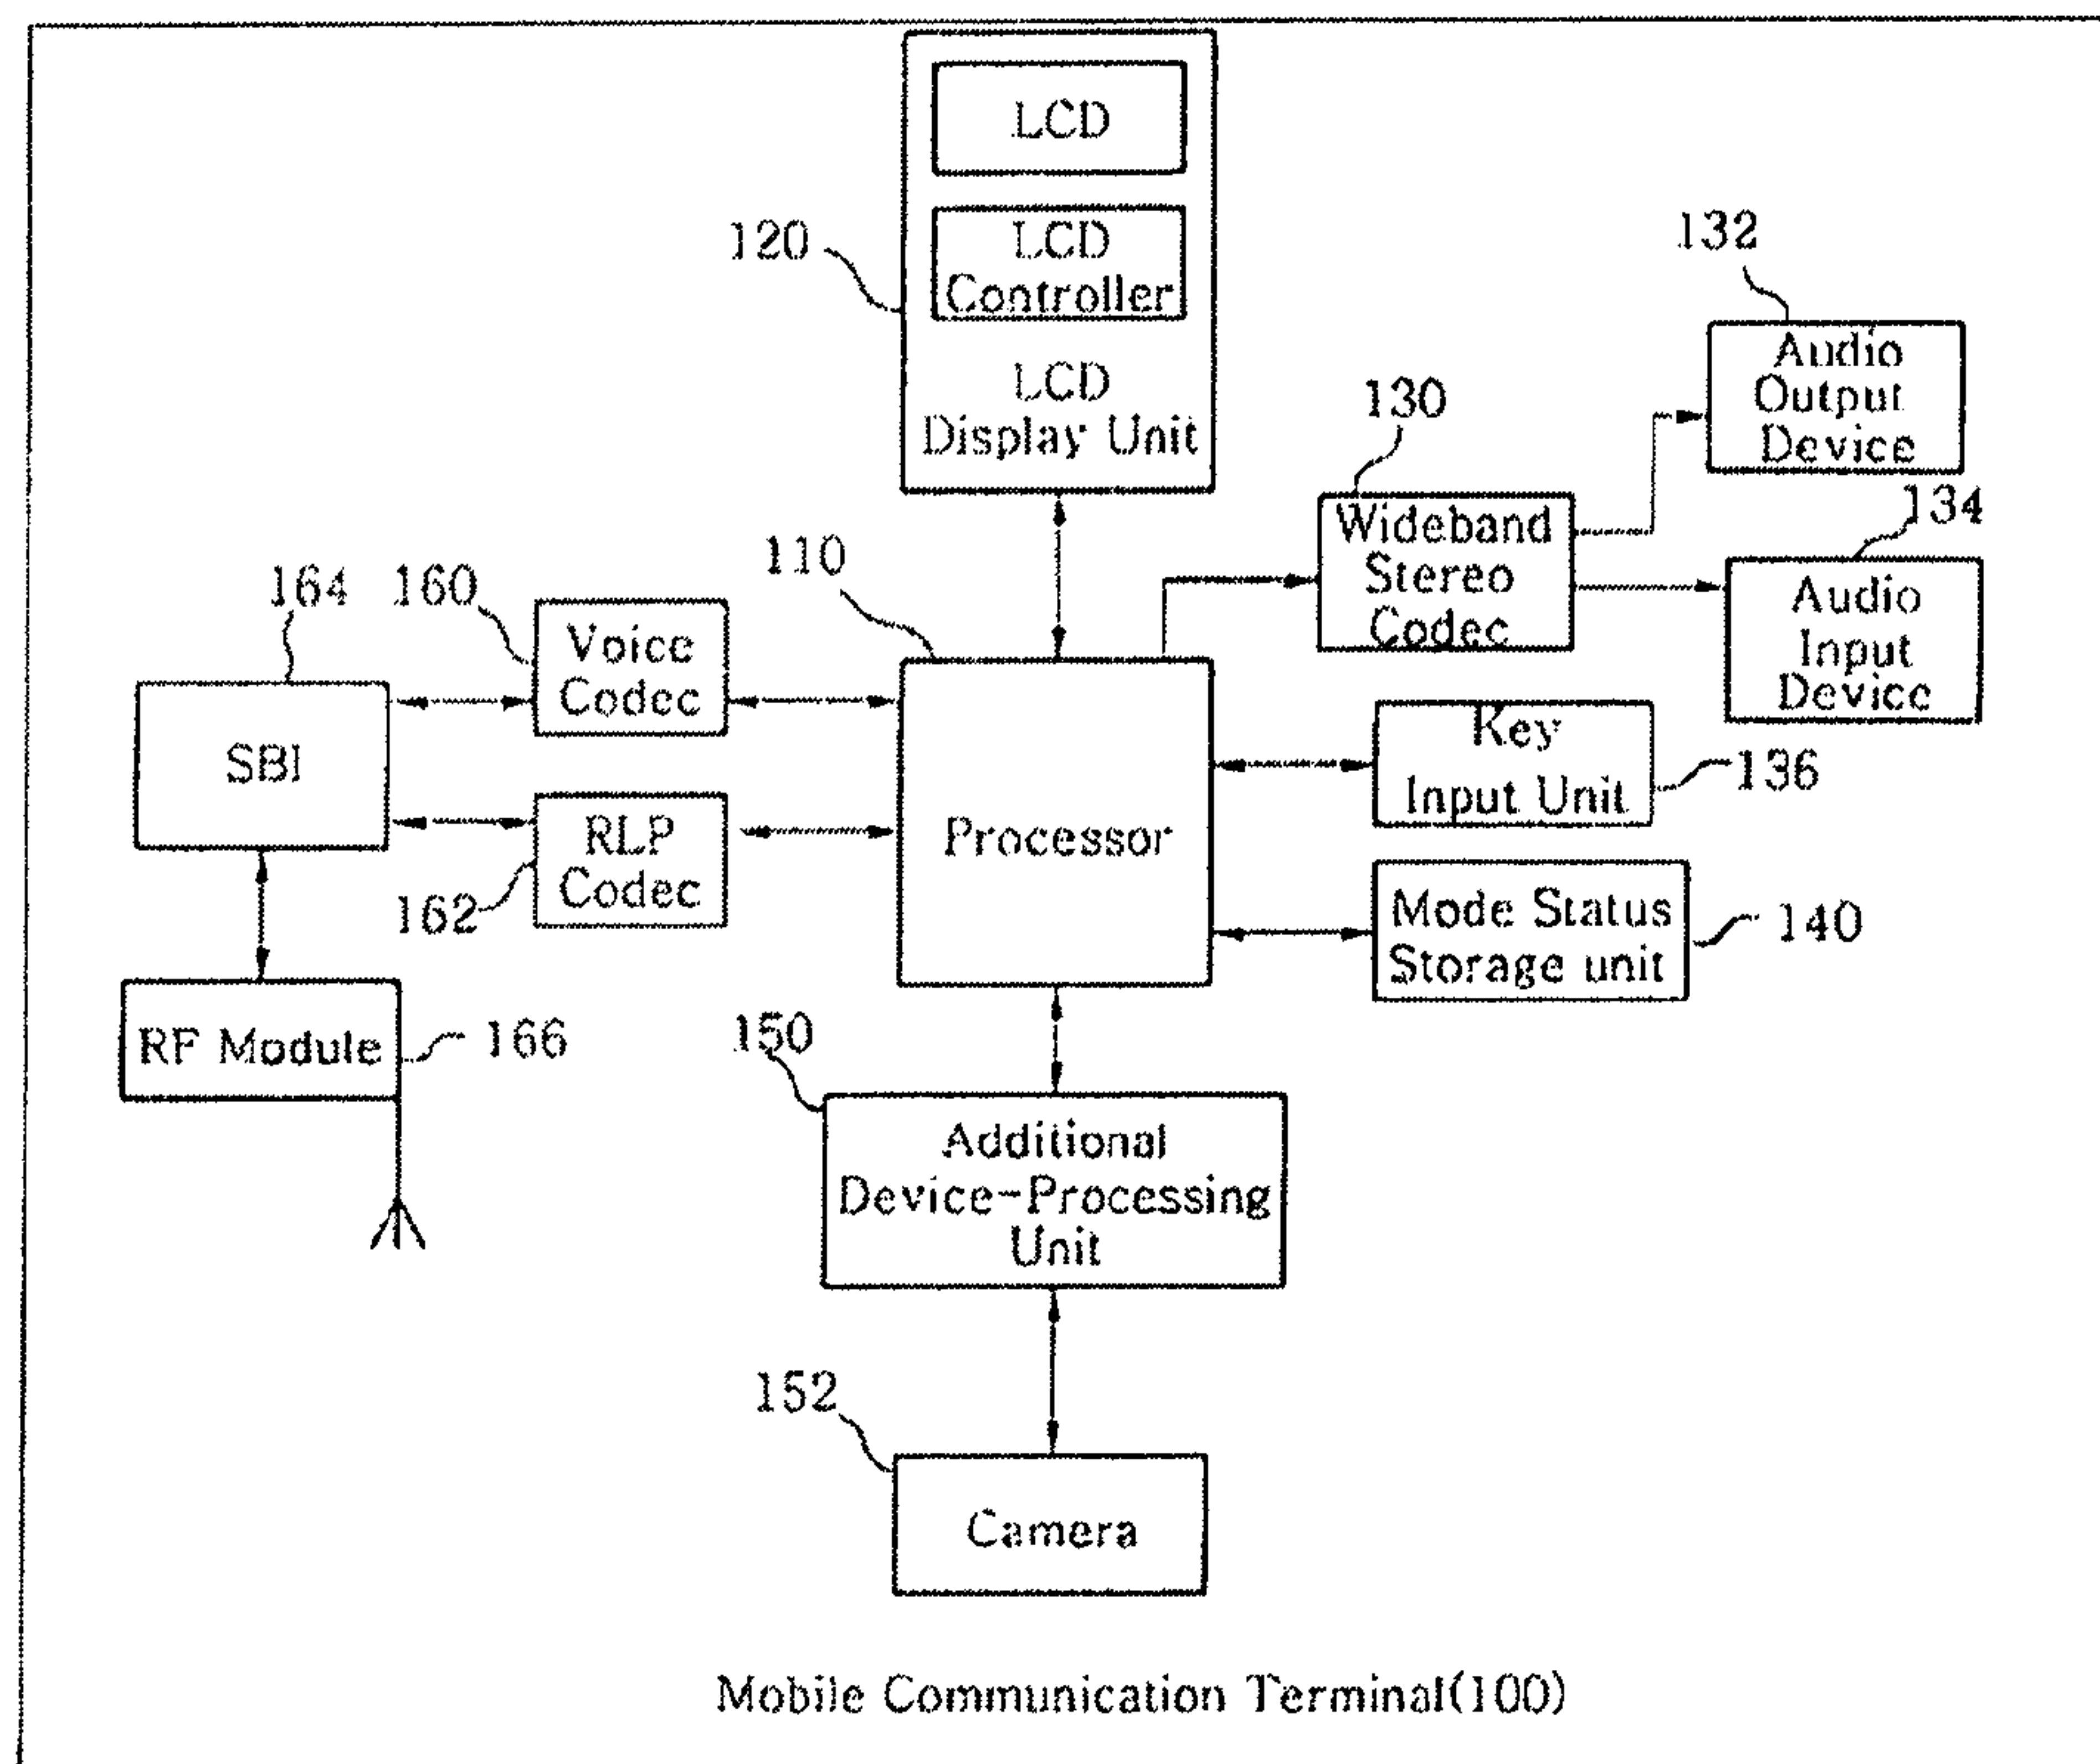 LCD
LCD
Controller
LCD
Display Unit
120
132
Audio
Output
Device
130
Wideband
Stereo
Codec
134
Audio
Input
Device
110
164
160
Voice
Codec
SBI
Key
Input Unit
136
Processor
RLP
Codec
162
Mode Status
Storage unit
140
RF Module
166
150
Additional
Device-Processing
Unit
152
Camera
Mobile Communication Terminal(100)